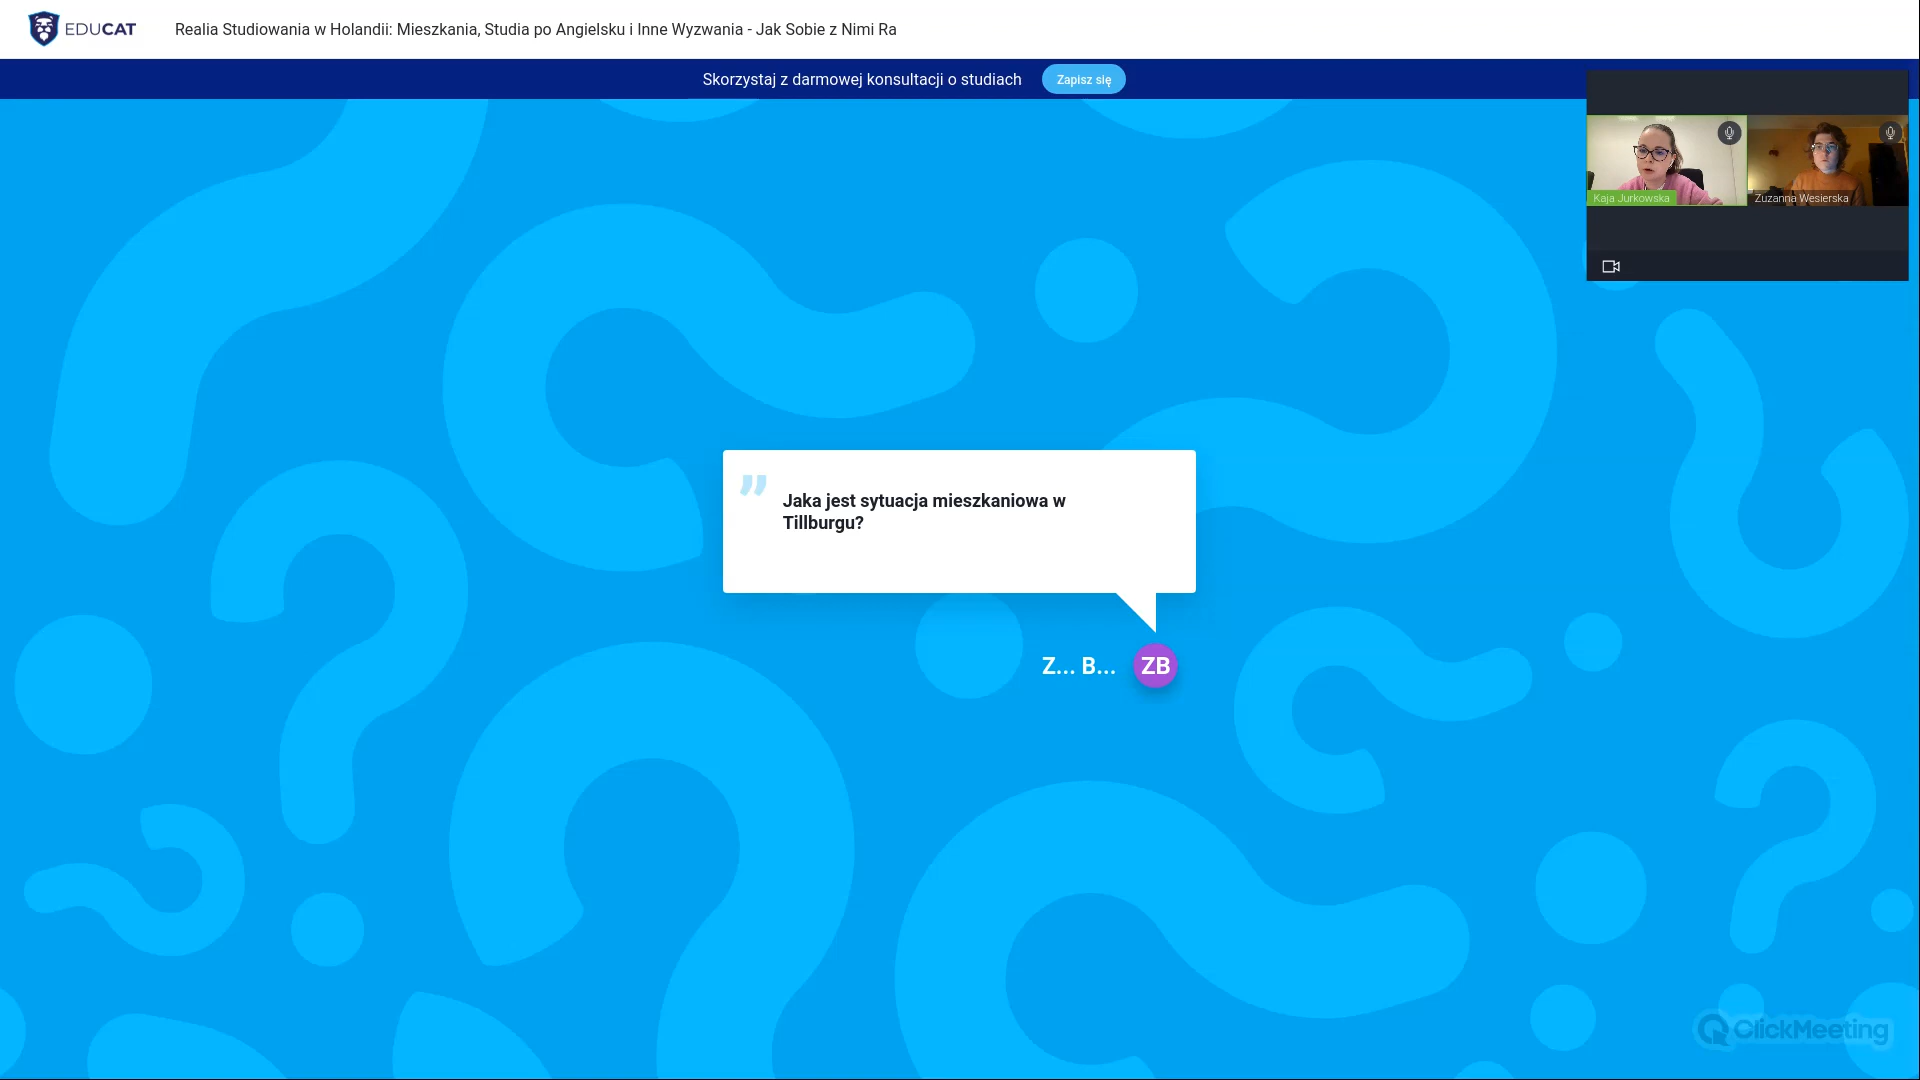 EDUCAT
Realia Studiowania w Holandii: Mieszkania, Studia po Angielsku i Inne Wyzwania - Jak Sobie z Nimi Ra
Skorzystaj z darmowej konsultacji o studiach
Zapisz się
Kaja Jurkowska
Zuzanna Wesierska
Jaka jest sytuacja mieszkaniowa w
Tillburgu?
Z... B...
ZB
ClickMeeting